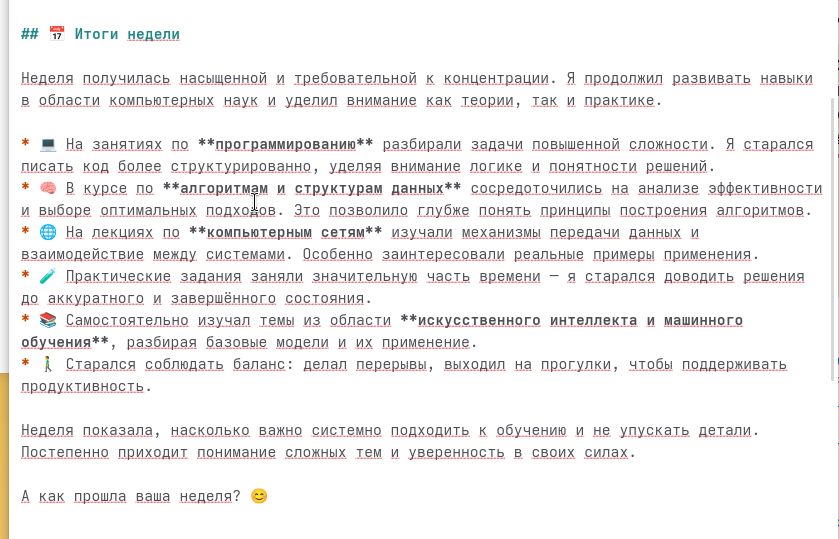 ## 📅 Итоги недели
Неделя получилась насыщенной и требовательной к концентрации. Я продолжил развивать навыки
в области компьютерных наук и уделил внимание как теории, так и практике.
* 💻 На занятиях по **программированию** разбирали задачи повышенной сложности. Я старался
писать код более структурированно, уделяя внимание логике и понятности решений.
* 🧠 В курсе по **алгоритмам и структурам данных** сосредоточились на анализе эффективности
и выборе оптимальных подходов. Это позволило глубже понять принципы построения алгоритмов.
* 🌐 На лекциях по **компьютерным сетям** изучали механизмы передачи данных и
взаимодействие между системами. Особенно заинтересовали реальные примеры применения.
* 🧪 Практические задания заняли значительную часть времени — я старался доводить решения
до аккуратного и завершённого состояния.
* 📚 Самостоятельно изучал темы из области **искусственного интеллекта и машинного
обучения**, разбирая базовые модели и их применение.
* 🚶‍♂️ Старался соблюдать баланс: делал перерывы, выходил на прогулки, чтобы поддерживать
продуктивность.
Неделя показала, насколько важно системно подходить к обучению и не упускать детали.
Постепенно приходит понимание сложных тем и уверенность в своих силах.
А как прошла ваша неделя? 😊